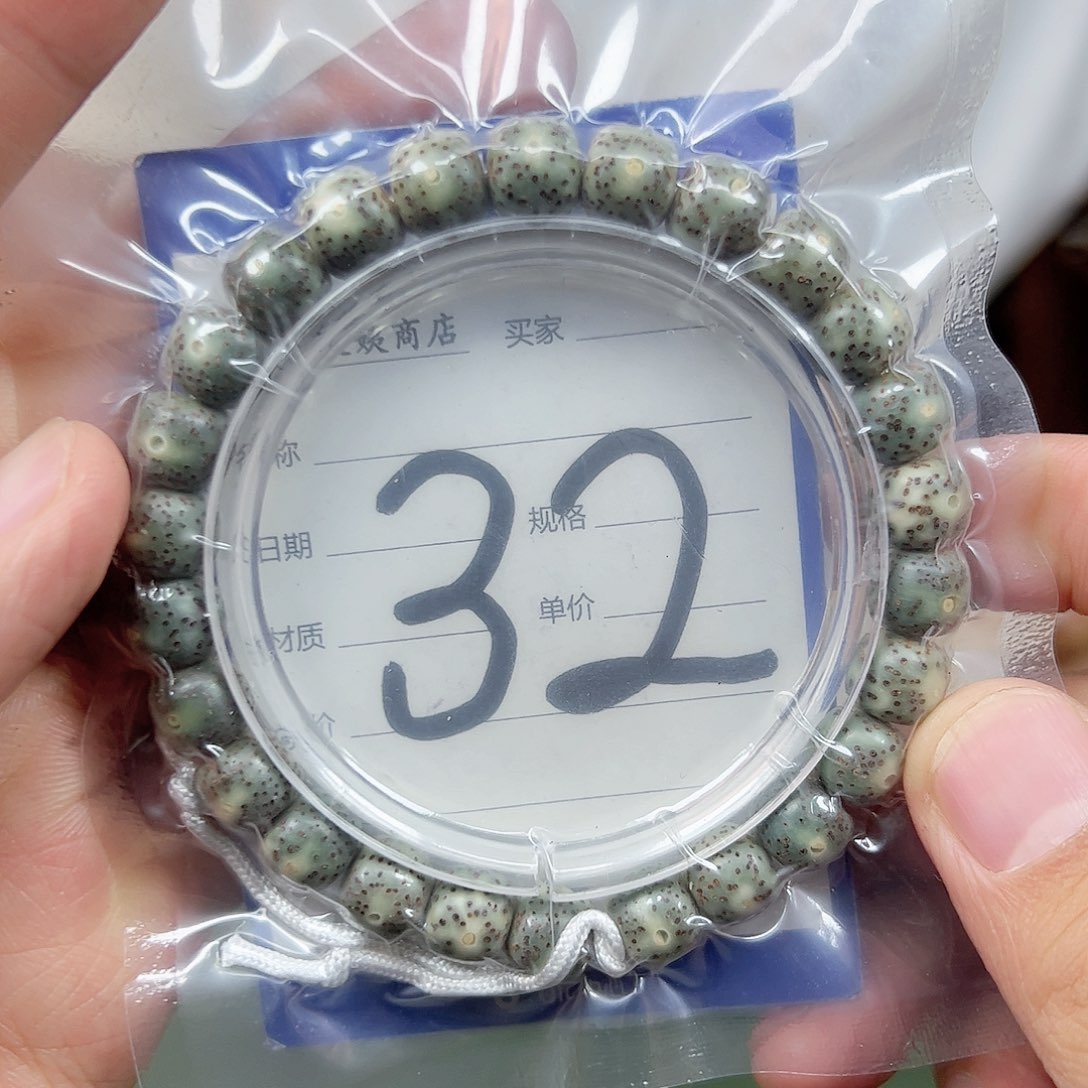 商店 买家
称
日期 规格
材质 单价
价
32